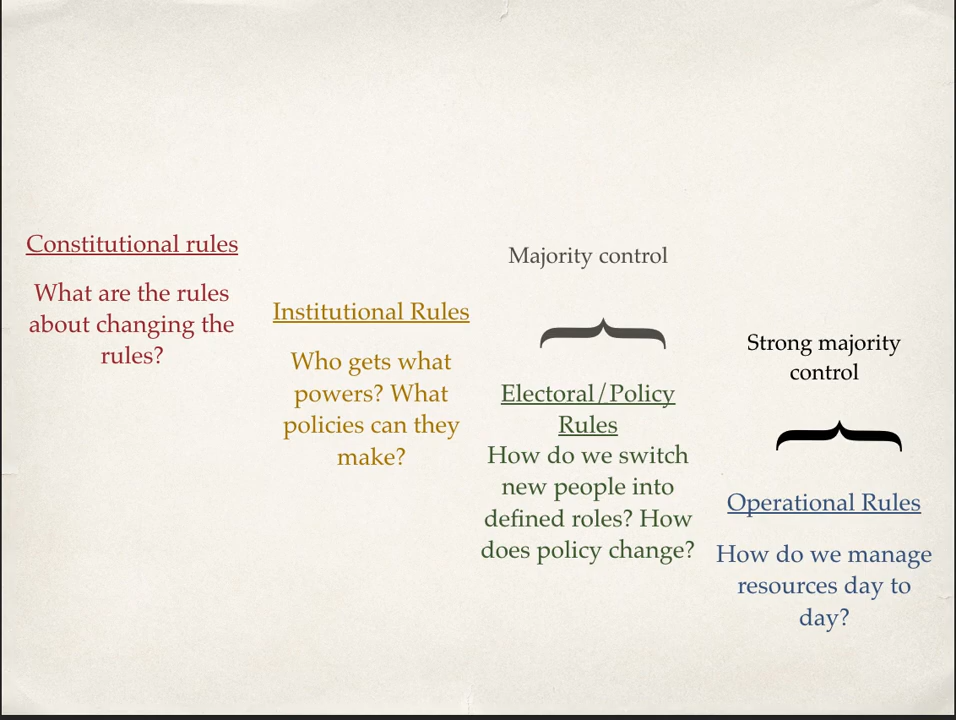 Constitutional rules
What are the rules
about changing the
rules?
Institutional Rules
Who gets what
powers? What
policies can they
make?
Majority control
Electoral/Policy
Rules
How do we switch
new people into
defined roles? How
does policy change?
Strong majority
control
Operational Rules
How do we manage
resources day to
day?